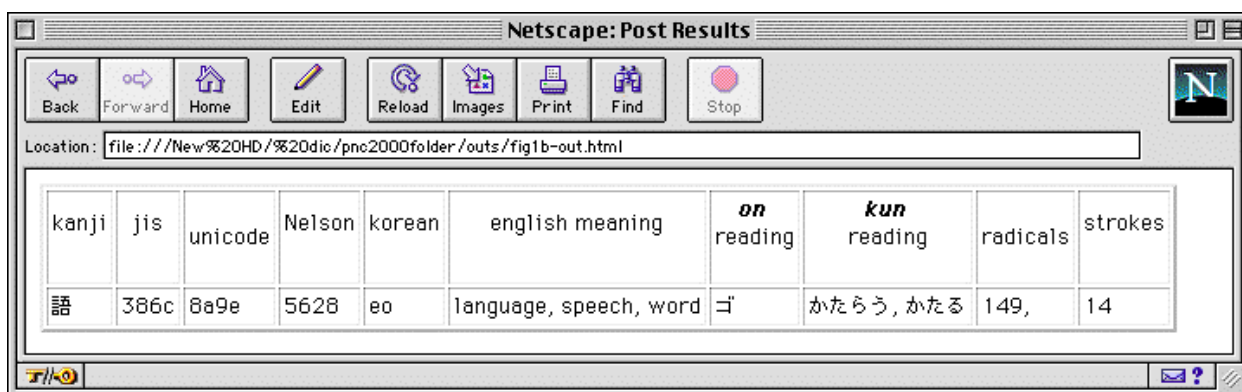 Netscape: Post Results
Back Forward Home Edit Reload Images Print Find Stop N
Location: file:///New%20HD/%20dic/pnc2000folder/outs/fig1b-out.html
kanji jis unicode Nelson korean english meaning on reading kun reading radicals strokes
語 386c 8a9e 5628 eo language, speech, word ゴ かたらう, かたる 149, 14
?